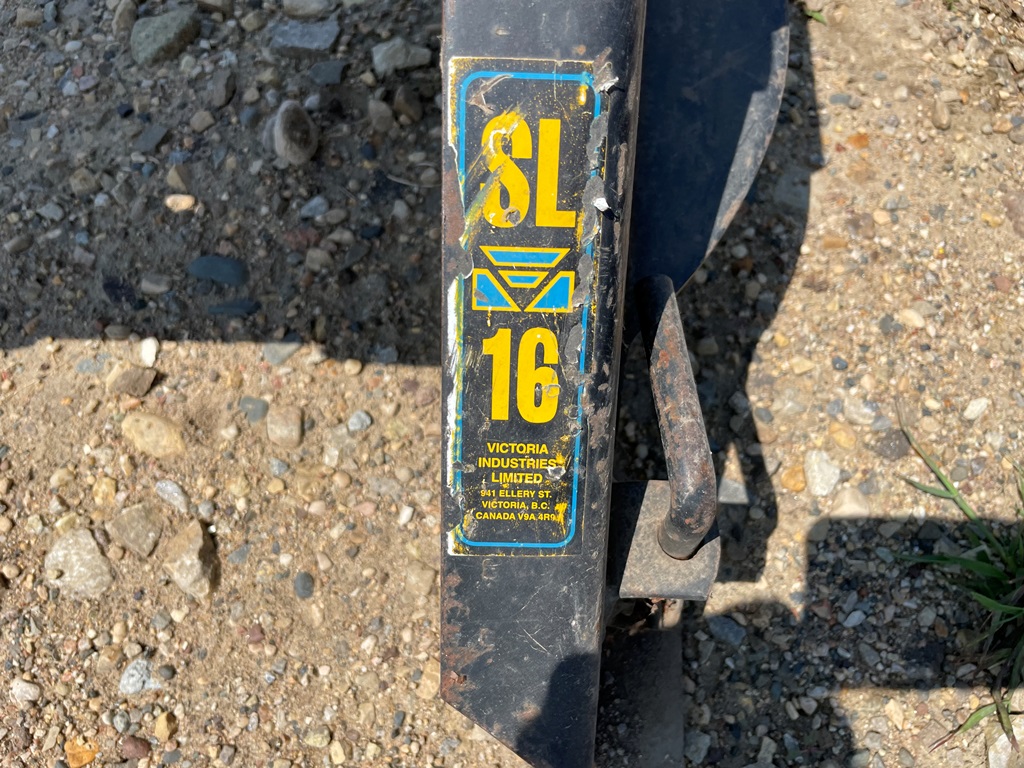 SL
16
VICTORIA
INDUSTRIES
LIMITED
941 ELLERY ST.
VICTORIA, B.C.
CANADA V9A 4R9